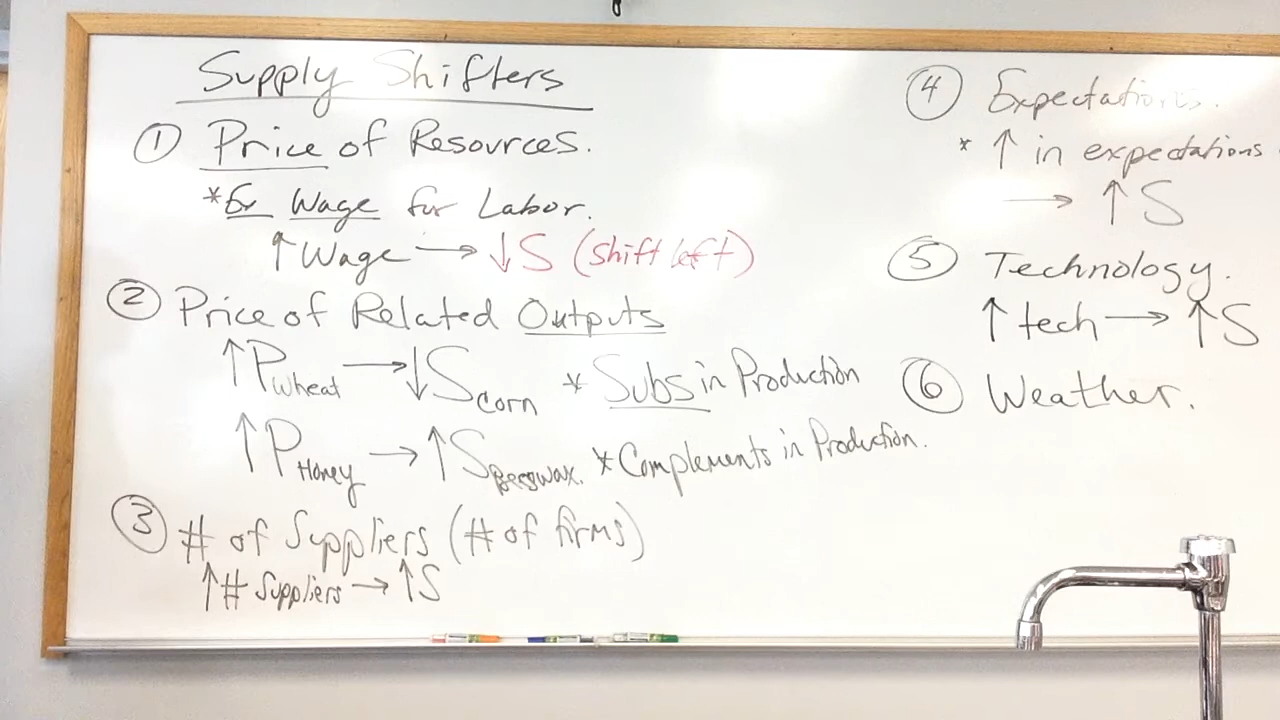 Supply Shifters
① Price of Resources.
*Ex Wage for Labor.
↑ Wage → ↓S (shift left)
② Price of Related Outputs
↑P Wheat → ↓S Corn * Subs in Production
↑P Honey → ↑S Beeswax. * Complements in Production.
③ # of Suppliers (# of firms)
↑# Suppliers → ↑S
④ Expectations.
* ↑ in expectations
→ ↑S
⑤ Technology.
↑ tech → ↑S
⑥ Weather.